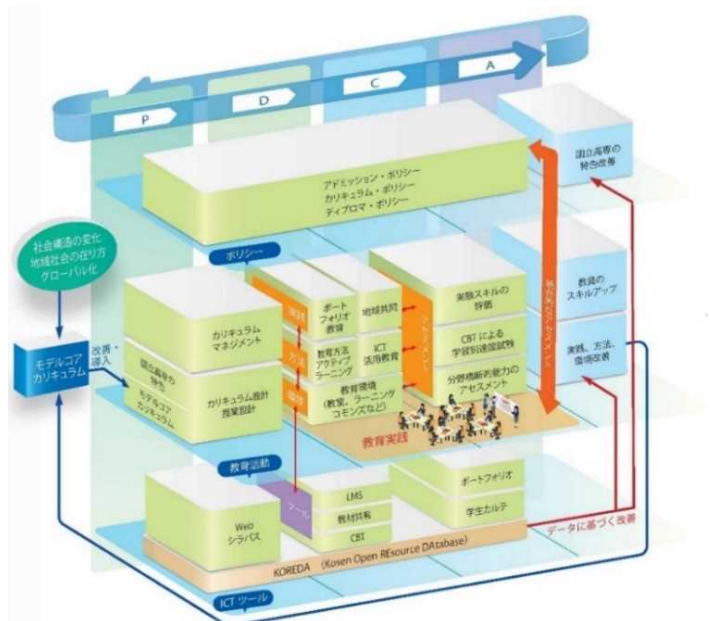 P
D
C
A
国立高専の
特色改善
アドミッション・ポリシー
カリキュラム・ポリシー
ディプロマ・ポリシー
ポリシー
社会構造の変化
地域社会の在り方
グローバル化
モデルコア
カリキュラム
改善・
導入
カリキュラム
マネジメント
国立高専の
特色
モデルコア
カリキュラム
カリキュラム設計
授業設計
実践
方法
環境
ポート
フォリオ
教育
地域共同
教育方法
アクティブ
ラーニング
ICT
活用教育
教育環境
(教室、ラーニング
コモンズなど)
実験スキルの
評価
CBTによる
学習到達度試験
分野横断的能力の
アセスメント
教員の
スキルアップ
実践、方法、
環境改善
教育実践
教育活動
Web
シラバス
ツール
LMS
教材共有
CBT
ポートフォリオ
学生カルテ
データに基づく改善
KOREDA (Kosen Open REsource DAtabase)
ICTツール